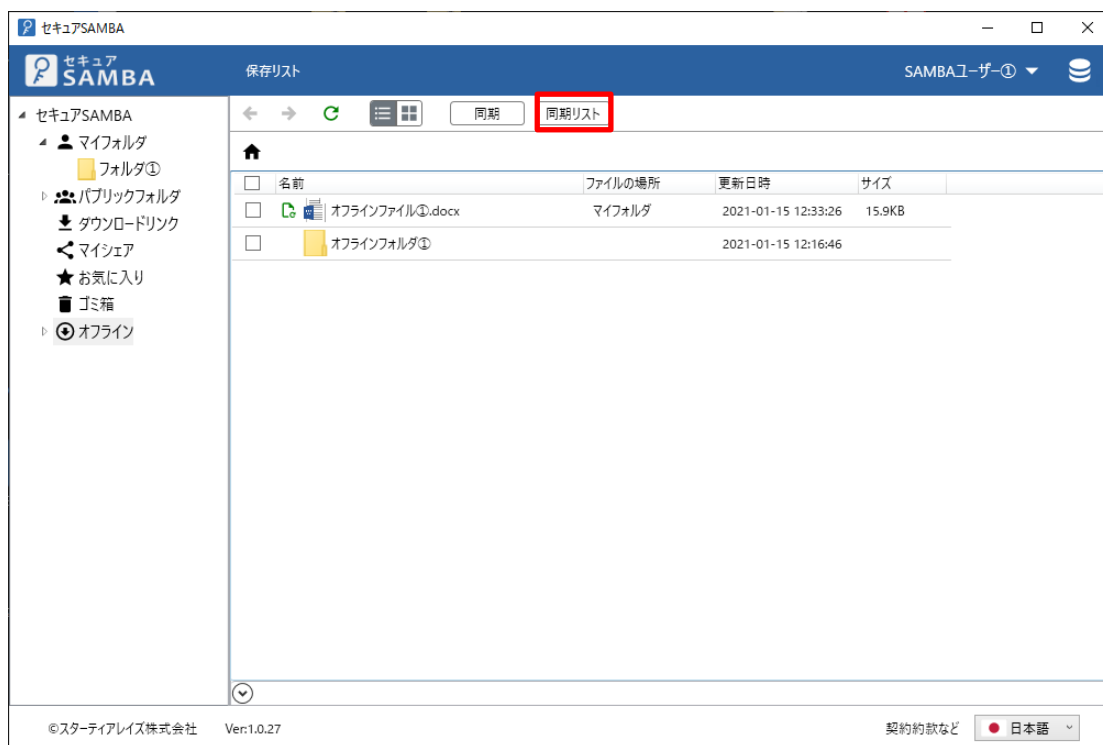 セキュアSAMBA
セキュア
SAMBA
保存リスト
SAMBAユーザー①
セキュアSAMBA
マイフォルダ
フォルダ①
パブリックフォルダ
ダウンロードリンク
マイシェア
お気に入り
ゴミ箱
オフライン
同期 同期リスト
名前 ファイルの場所 更新日時 サイズ
オフラインファイル①.docx マイフォルダ 2021-01-15 12:33:26 15.9KB
オフラインフォルダ① 2021-01-15 12:16:46
©スターティアレイズ株式会社 Ver:1.0.27 契約約款など 日本語